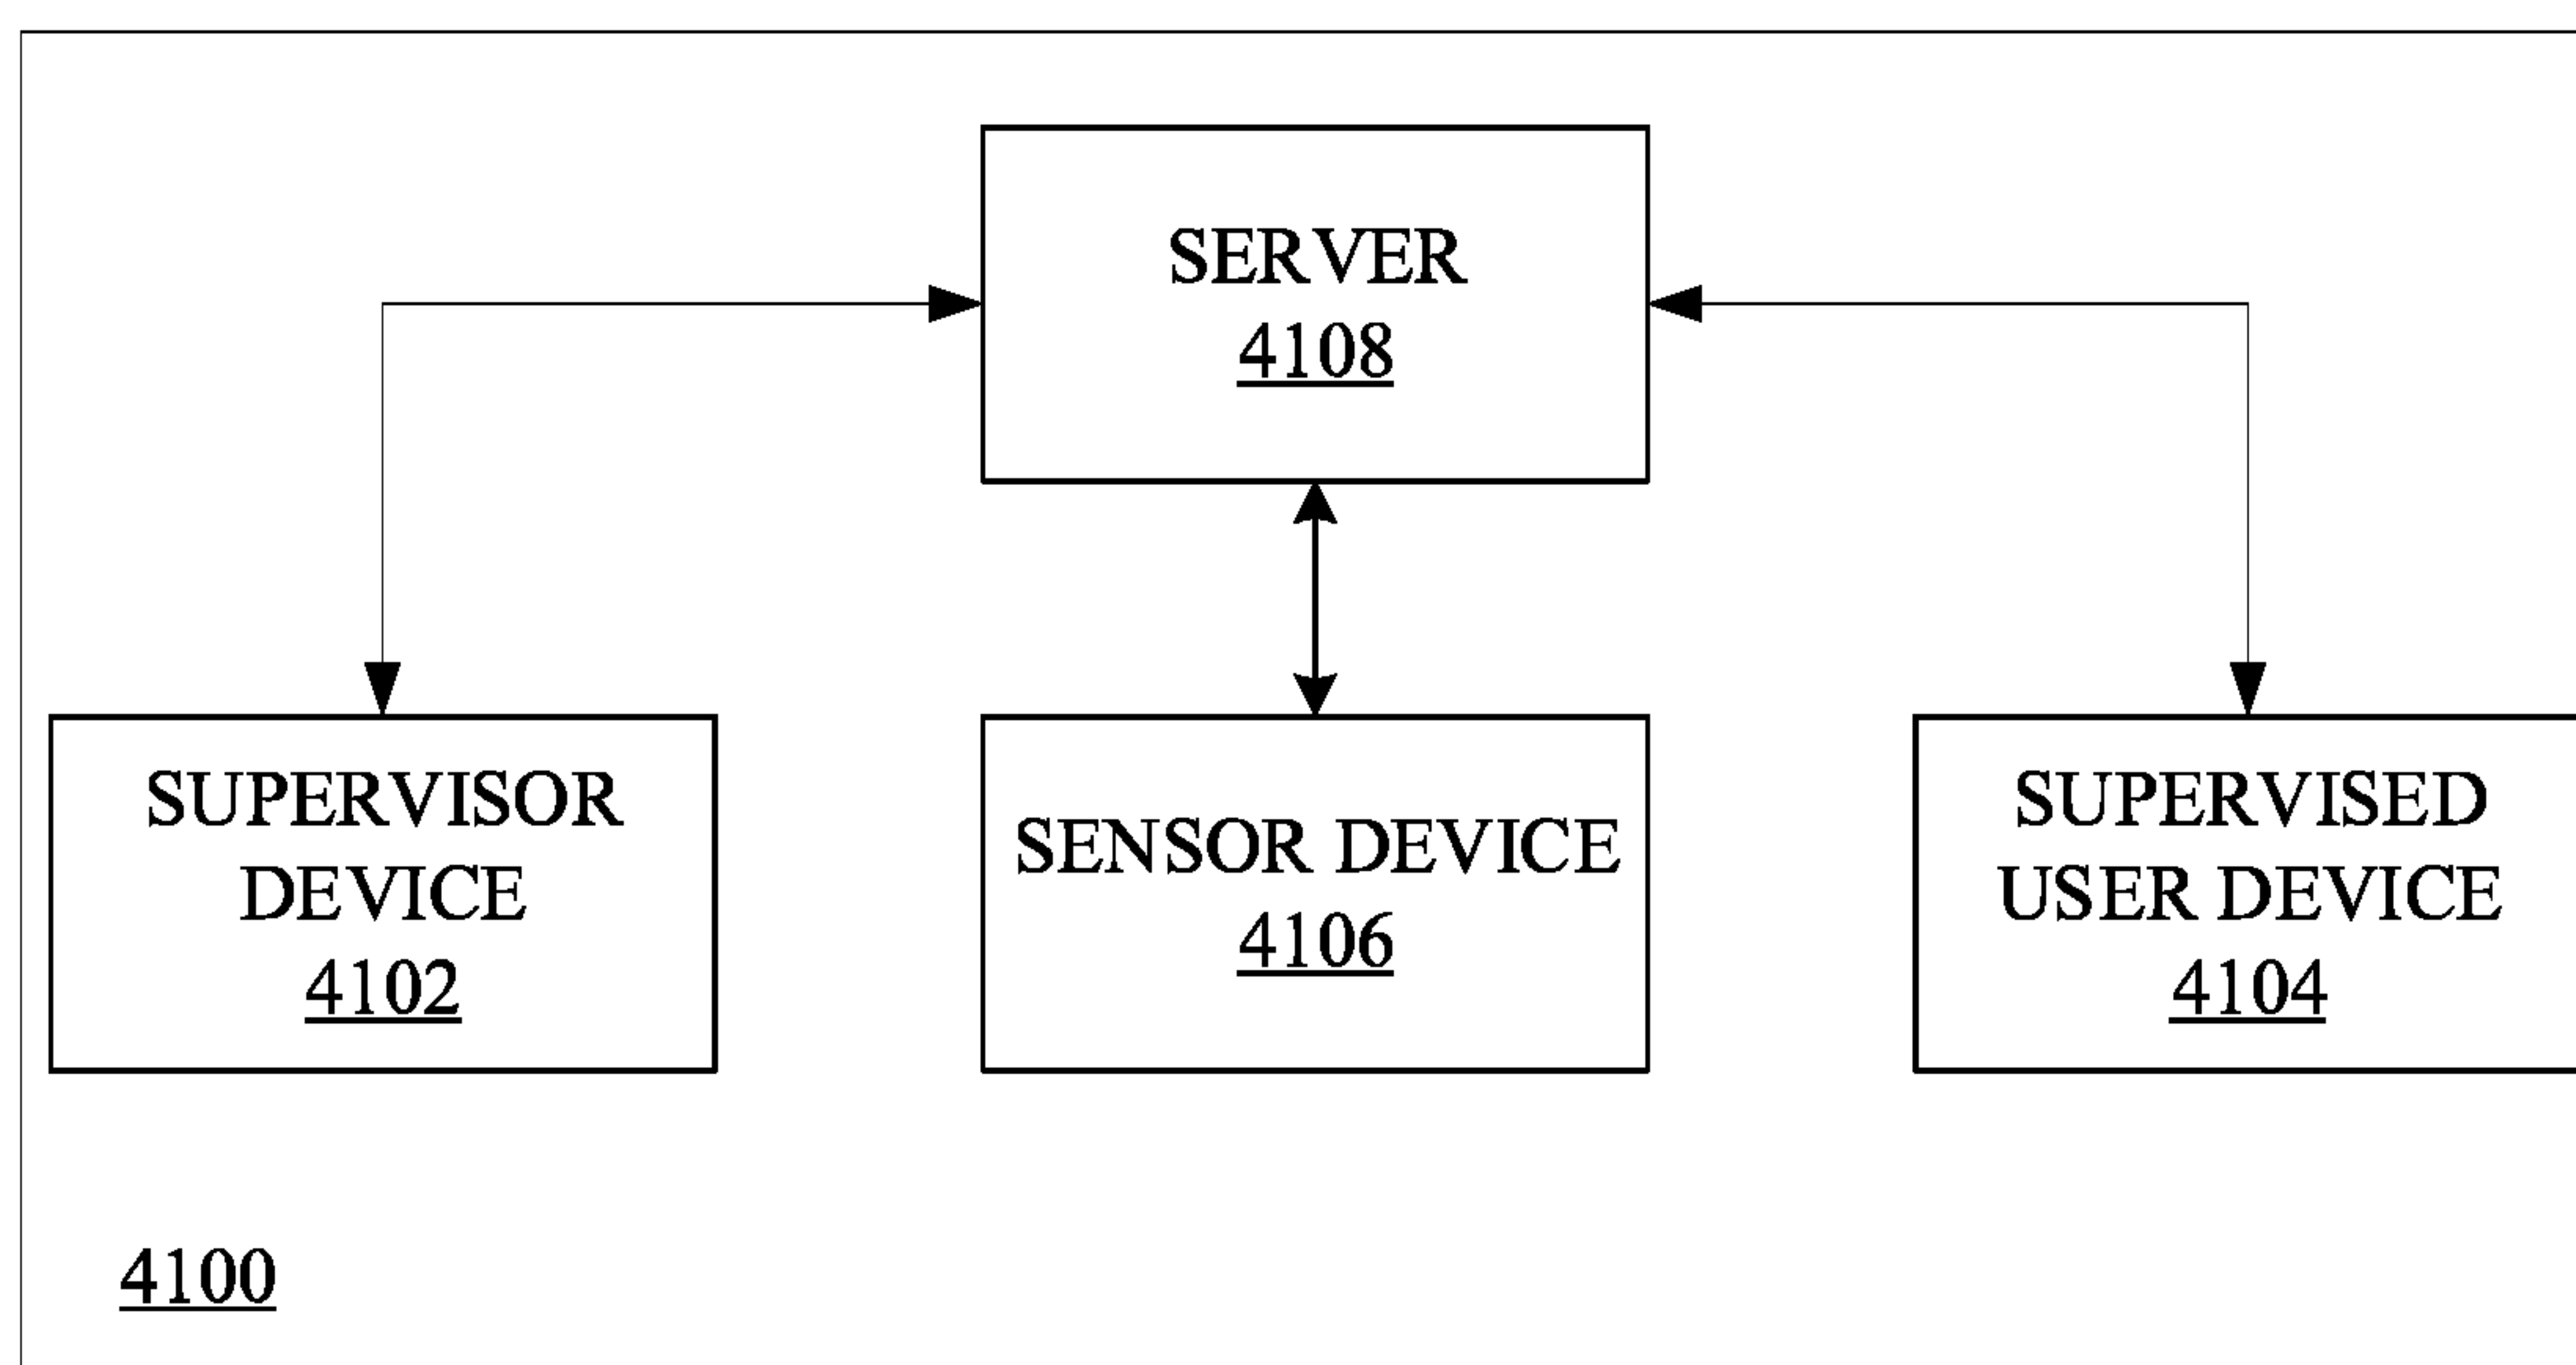 SERVER
4108
SUPERVISOR
DEVICE
4102
SENSOR DEVICE
4106
SUPERVISED
USER DEVICE
4104
4100